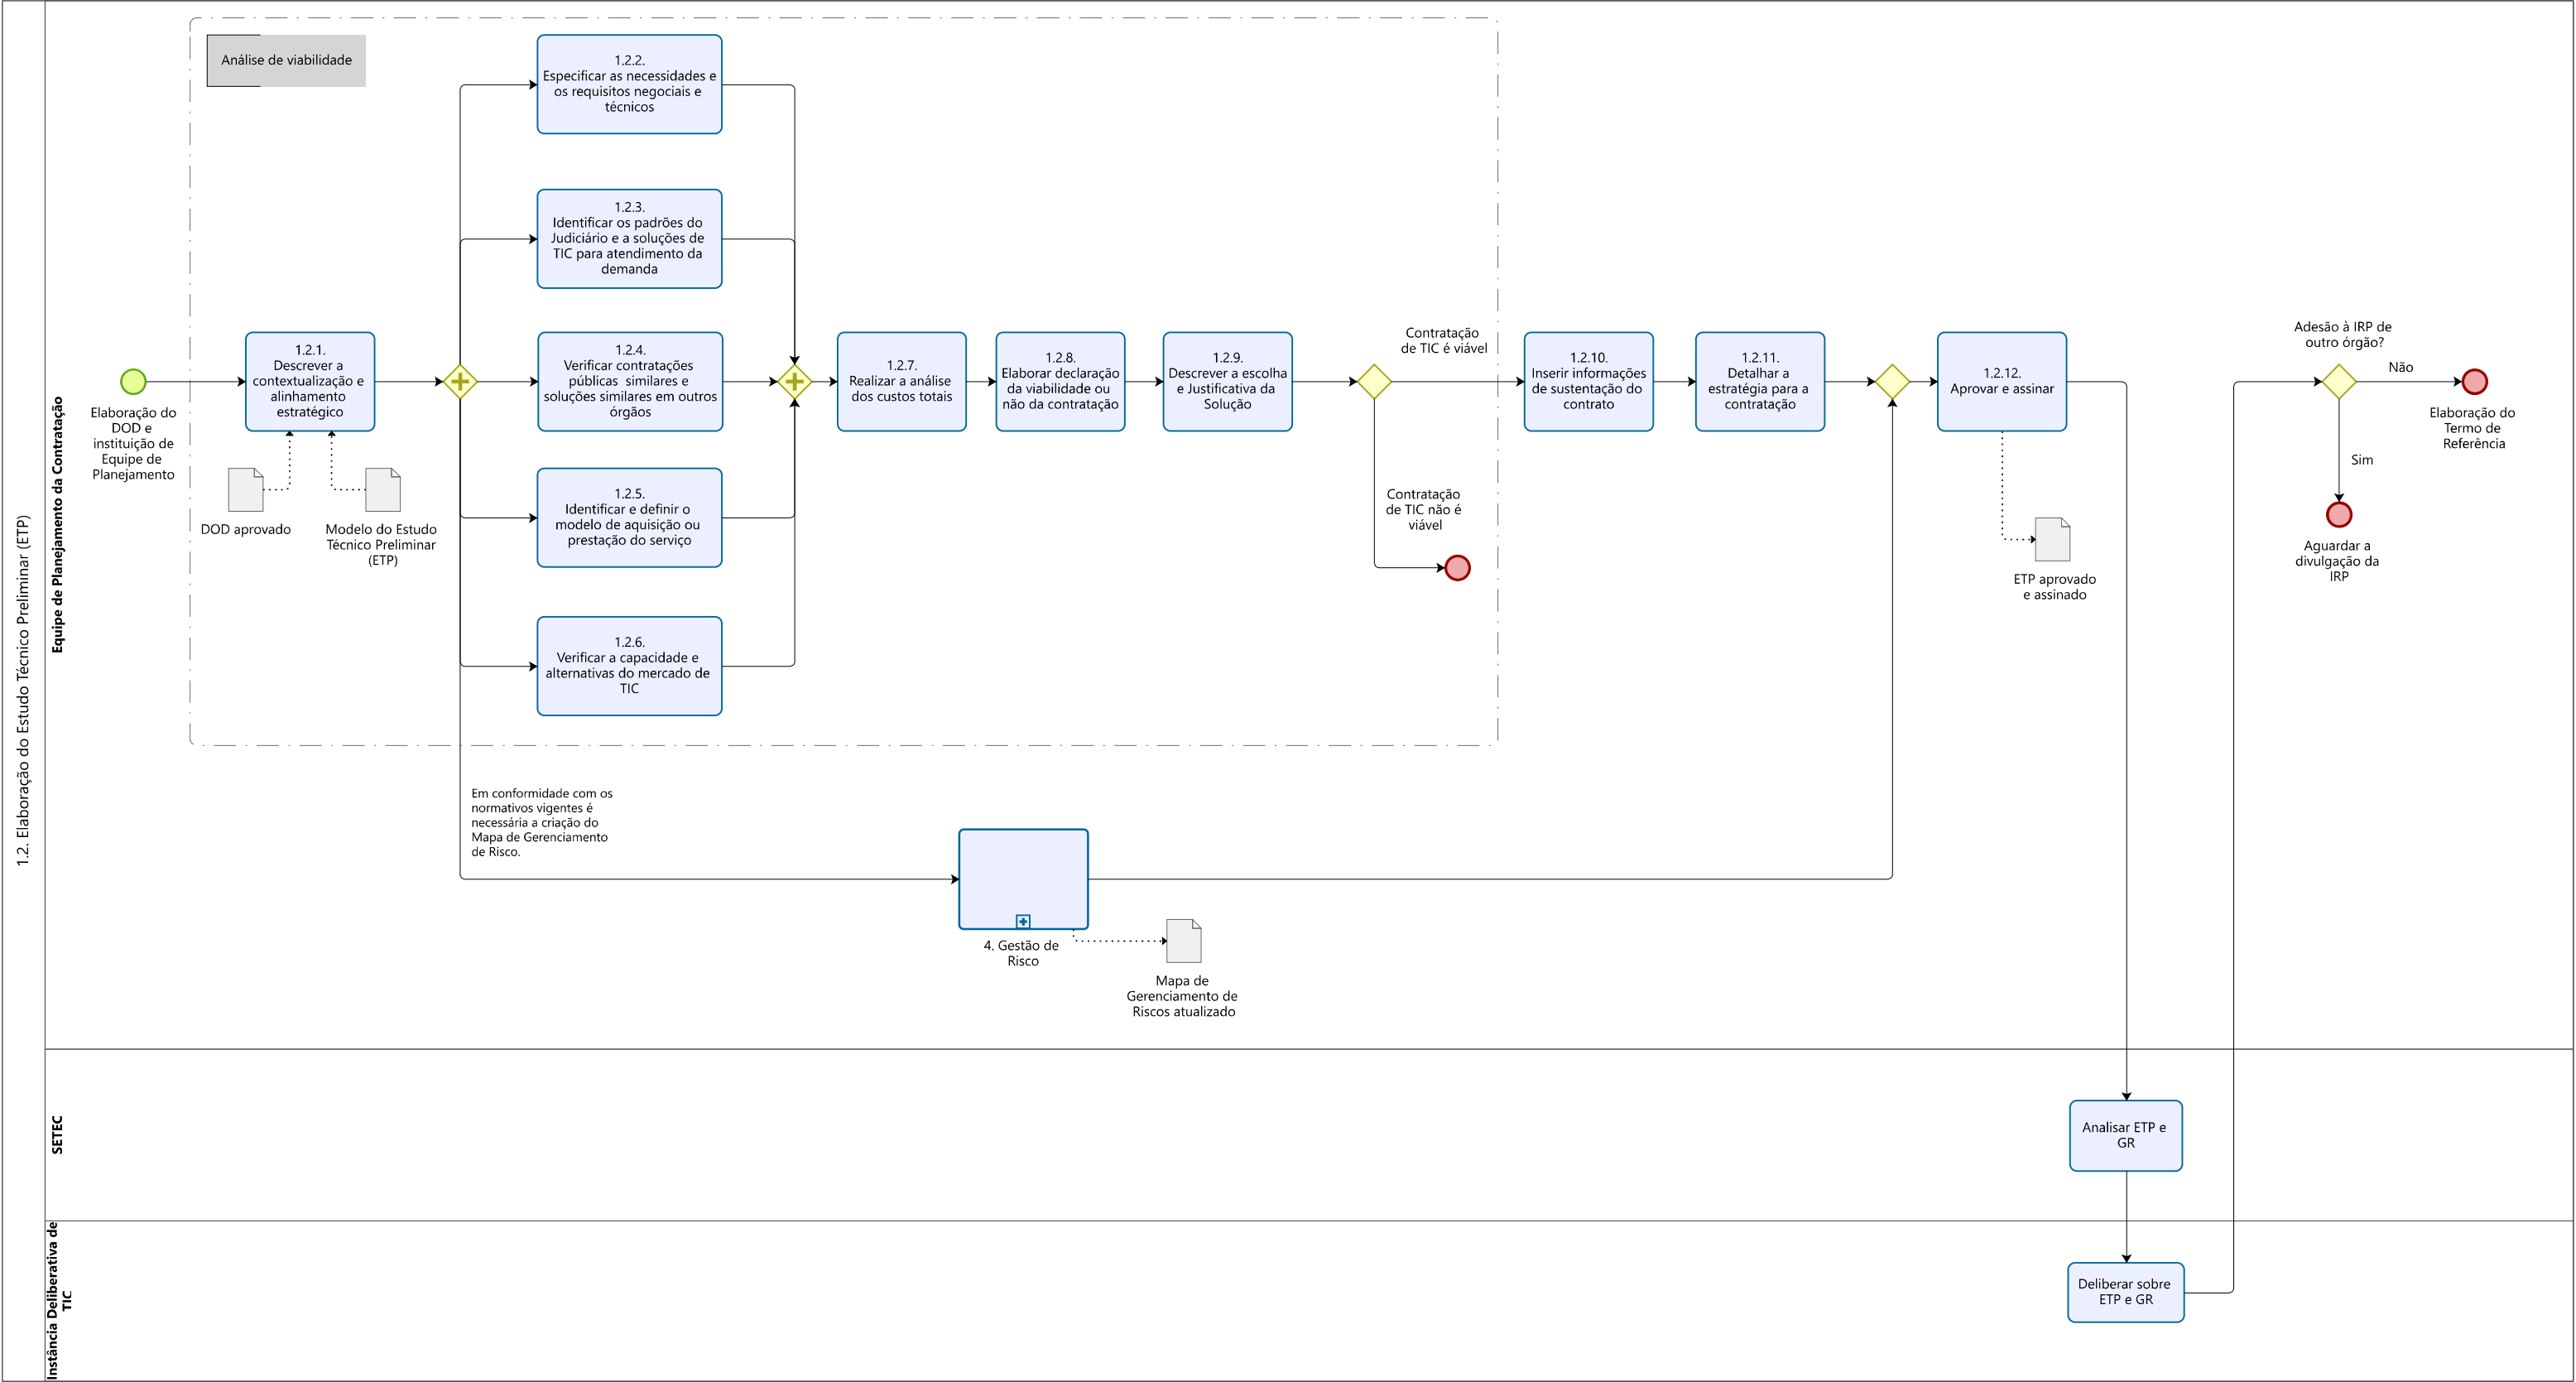 1.2. Elaboração do Estudo Técnico Preliminar (ETP)
Equipe de Planejamento da Contratação
Análise de viabilidade
Elaboração do
DOD e
instituição de
Equipe de
Planejamento
1.2.1.
Descrever a
contextualização e
alinhamento
estratégico
DOD aprovado
Modelo do Estudo
Técnico Preliminar
(ETP)
1.2.2.
Especificar as necessidades e
os requisitos negociais e
técnicos
1.2.3.
Identificar os padrões do
Judiciário e a soluções de
TIC para atendimento da
demanda
1.2.4.
Verificar contratações
públicas  similares e
soluções similares em outros
órgãos
1.2.5.
Identificar e definir o
modelo de aquisição ou
prestação do serviço
1.2.6.
Verificar a capacidade e
alternativas do mercado de
TIC
1.2.7.
Realizar a análise
dos custos totais
1.2.8.
Elaborar declaração
da viabilidade ou
não da contratação
1.2.9.
Descrever a escolha
e Justificativa da
Solução
Contratação
de TIC é viável
Contratação
de TIC não é
viável
1.2.10.
Inserir informações
de sustentação do
contrato
1.2.11.
Detalhar a
estratégia para a
contratação
1.2.12.
Aprovar e assinar
ETP aprovado
e assinado
Adesão à IRP de
outro órgão?
Não
Elaboração do
Termo de
Referência
Sim
Aguardar a
divulgação da
IRP
Em conformidade com os
normativos vigentes é
necessária a criação do
Mapa de Gerenciamento
de Risco.
4. Gestão de
Risco
Mapa de
Gerenciamento de
Riscos atualizado
SETEC
Analisar ETP e
GR
Instância Deliberativa de
TIC
Deliberar sobre
ETP e GR